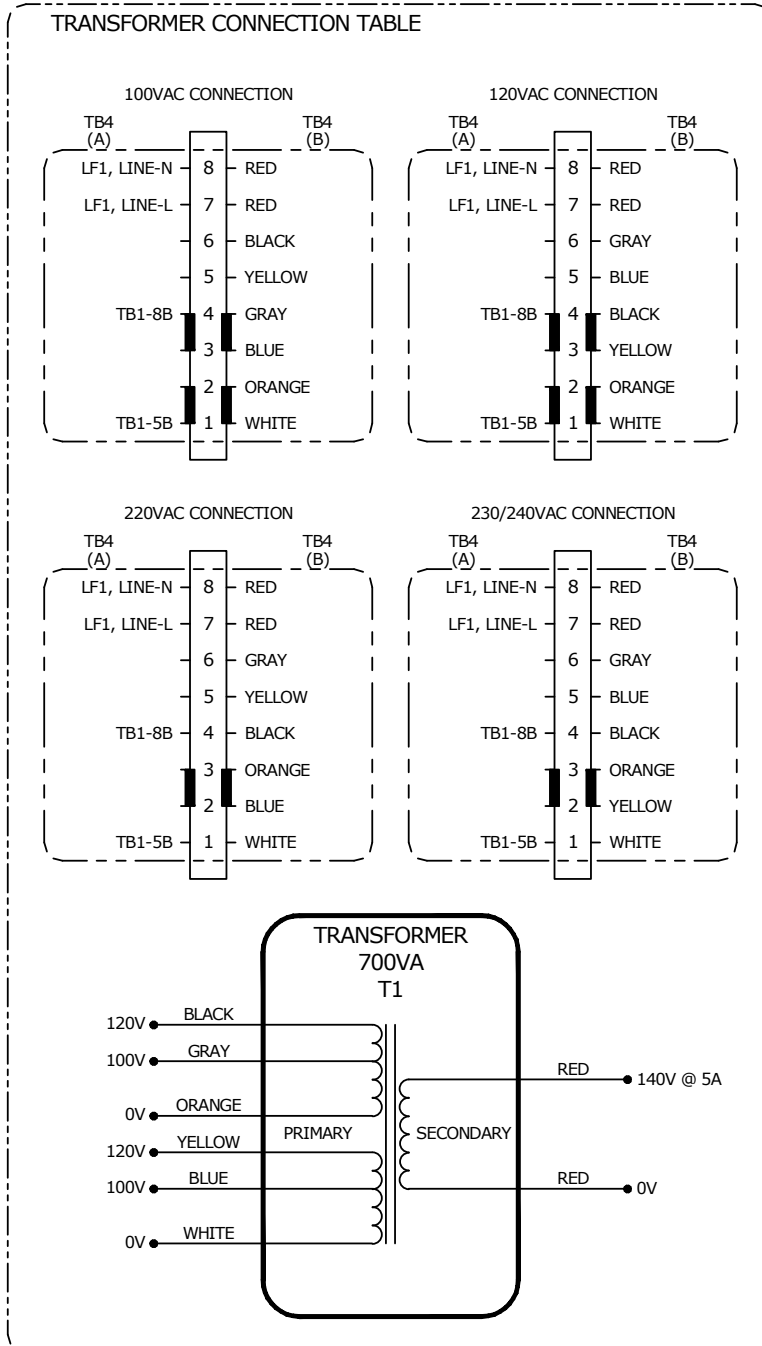 TRANSFORMER CONNECTION TABLE
100VAC CONNECTION
TB4 (A)
TB4 (B)
LF1, LINE-N 8 RED
LF1, LINE-L 7 RED
6 BLACK
5 YELLOW
TB1-8B 4 GRAY
3 BLUE
2 ORANGE
TB1-5B 1 WHITE
120VAC CONNECTION
TB4 (A)
TB4 (B)
LF1, LINE-N 8 RED
LF1, LINE-L 7 RED
6 GRAY
5 BLUE
TB1-8B 4 BLACK
3 YELLOW
2 ORANGE
TB1-5B 1 WHITE
220VAC CONNECTION
TB4 (A)
TB4 (B)
LF1, LINE-N 8 RED
LF1, LINE-L 7 RED
6 GRAY
5 YELLOW
TB1-8B 4 BLACK
3 ORANGE
2 BLUE
TB1-5B 1 WHITE
230/240VAC CONNECTION
TB4 (A)
TB4 (B)
LF1, LINE-N 8 RED
LF1, LINE-L 7 RED
6 GRAY
5 BLUE
TB1-8B 4 BLACK
3 ORANGE
2 YELLOW
TB1-5B 1 WHITE
TRANSFORMER
700VA
T1
120V BLACK
100V GRAY
0V ORANGE
120V YELLOW
100V BLUE
0V WHITE
PRIMARY
SECONDARY
RED 140V @ 5A
RED 0V